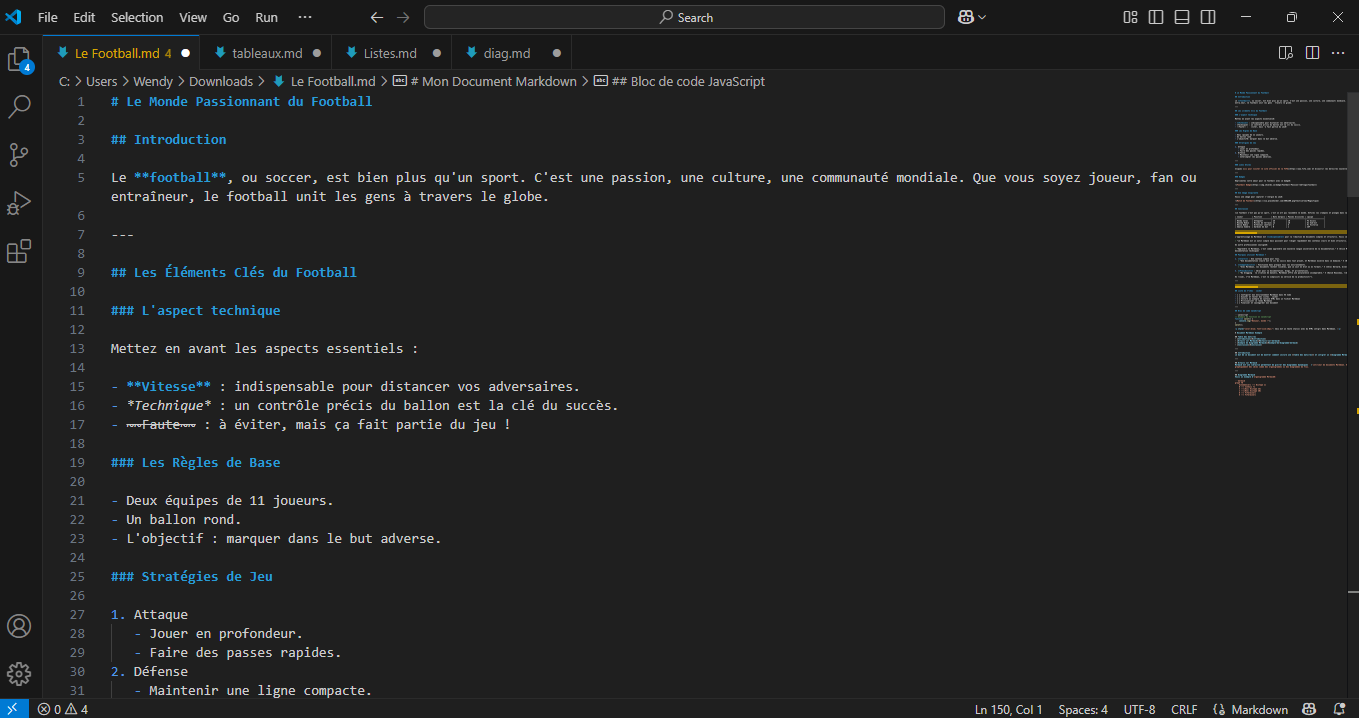 File Edit Selection View Go Run ··· Search
4
Le Football.md 4 tableaux.md Listes.md diag.md
C: > Users > Wendy > Downloads > Le Football.md > # Mon Document Markdown > ## Bloc de code JavaScript
1 # Le Monde Passionnant du Football
2
3 ## Introduction
4
5 Le **football**, ou soccer, est bien plus qu'un sport. C'est une passion, une culture, une communauté mondiale. Que vous soyez joueur, fan ou
entraîneur, le football unit les gens à travers le globe.
6
7 ---
8
9 ## Les Éléments Clés du Football
10
11 ### L'aspect technique
12
13 Mettez en avant les aspects essentiels :
14
15 - **Vitesse** : indispensable pour distancer vos adversaires.
16 - *Technique* : un contrôle précis du ballon est la clé du succès.
17 - ~~Faute~~ : à éviter, mais ça fait partie du jeu !
18
19 ### Les Règles de Base
20
21 - Deux équipes de 11 joueurs.
22 - Un ballon rond.
23 - L'objectif : marquer dans le but adverse.
24
25 ### Stratégies de Jeu
26
27 1. Attaque
28 - Jouer en profondeur.
29 - Faire des passes rapides.
30 2. Défense
31 - Maintenir une ligne compacte.
0 4 Ln 150, Col 1 Spaces: 4 UTF-8 CRLF {} Markdown